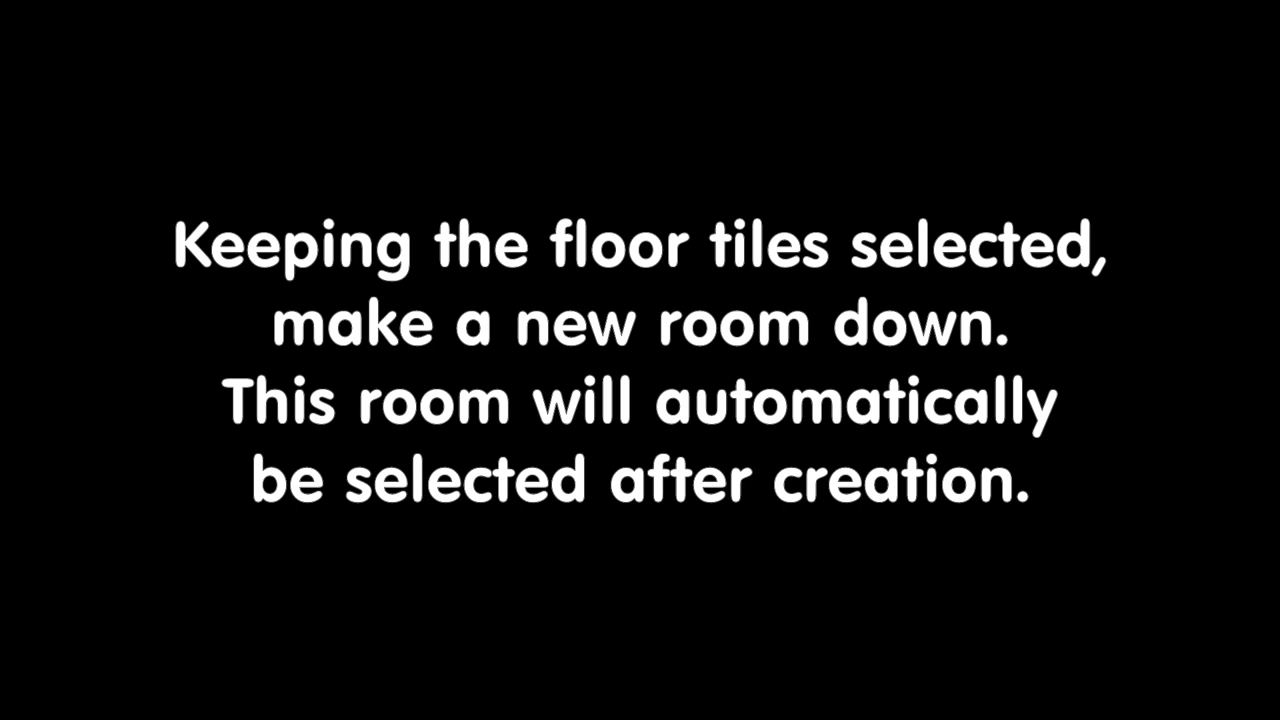 Keeping the floor tiles selected,
make a new room down.
This room will automatically
be selected after creation.